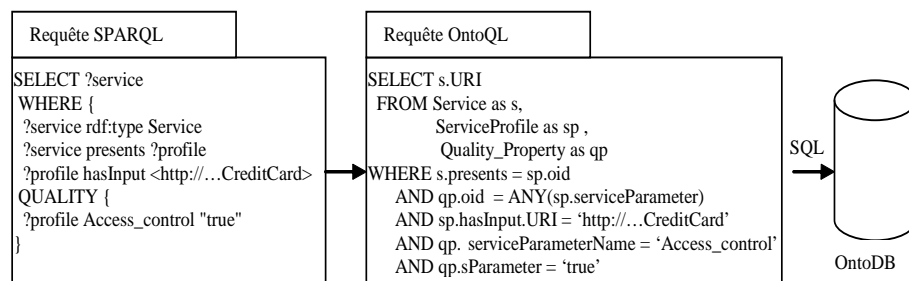 Requête SPARQL
SELECT ?service
WHERE {
?service rdf:type Service
?service presents ?profile
?profile hasInput <http://…CreditCard>
QUALITY {
?profile Access_control "true"
}
Requête OntoQL
SELECT s.URI
FROM Service as s,
ServiceProfile as sp ,
Quality_Property as qp
WHERE s.presents = sp.oid
AND qp.oid = ANY(sp.serviceParameter)
AND sp.hasInput.URI = ‘http://…CreditCard’
AND qp. serviceParameterName = ‘Access_control’
AND qp.sParameter = ‘true’
SQL
OntoDB